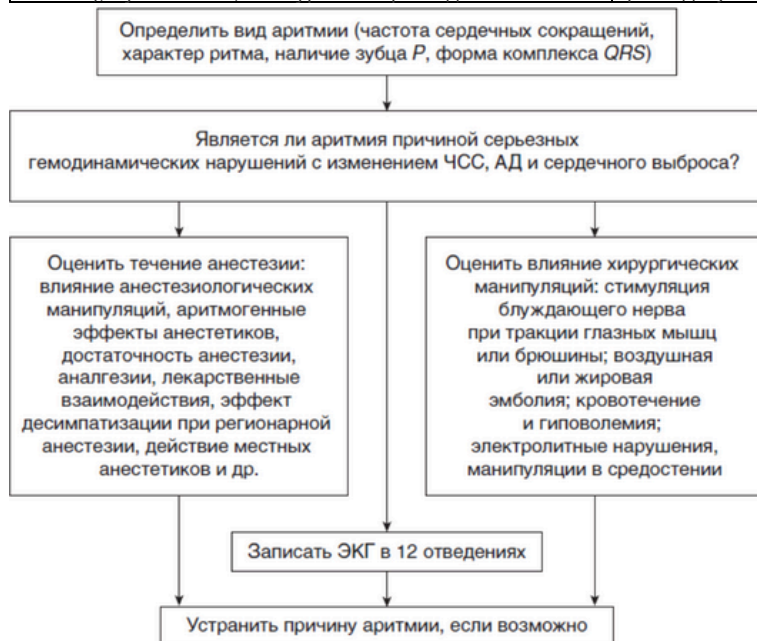 Определить вид аритмии (частота сердечных сокращений,
характер ритма, наличие зубца P, форма комплекса QRS)
Является ли аритмия причиной серьезных
гемодинамических нарушений с изменением ЧСС, АД и сердечного выброса?
Оценить течение анестезии:
влияние анестезиологических
манипуляций, аритмогенные
эффекты анестетиков,
достаточность анестезии,
аналгезии, лекарственные
взаимодействия, эффект
десимпатизации при регионарной
анестезии, действие местных
анестетиков и др.
Оценить влияние хирургических
манипуляций: стимуляция
блуждающего нерва
при тракции глазных мышц
или брюшины; воздушная
или жировая
эмболия; кровотечение
и гиповолемия;
электролитные нарушения,
манипуляции в средостении
Записать ЭКГ в 12 отведениях
Устранить причину аритмии, если возможно